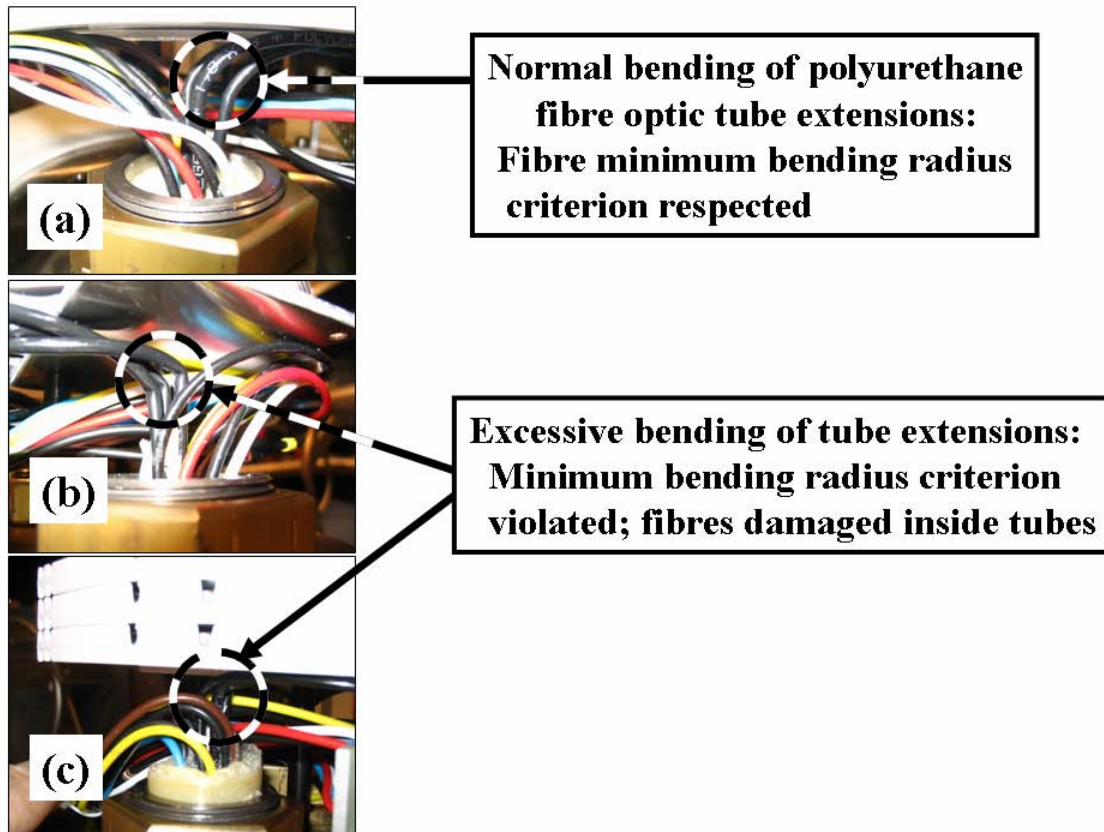 POLYURE
(a)
Normal bending of polyurethane
fibre optic tube extensions:
Fibre minimum bending radius
criterion respected
(b)
Excessive bending of tube extensions:
Minimum bending radius criterion
violated; fibres damaged inside tubes
(c)